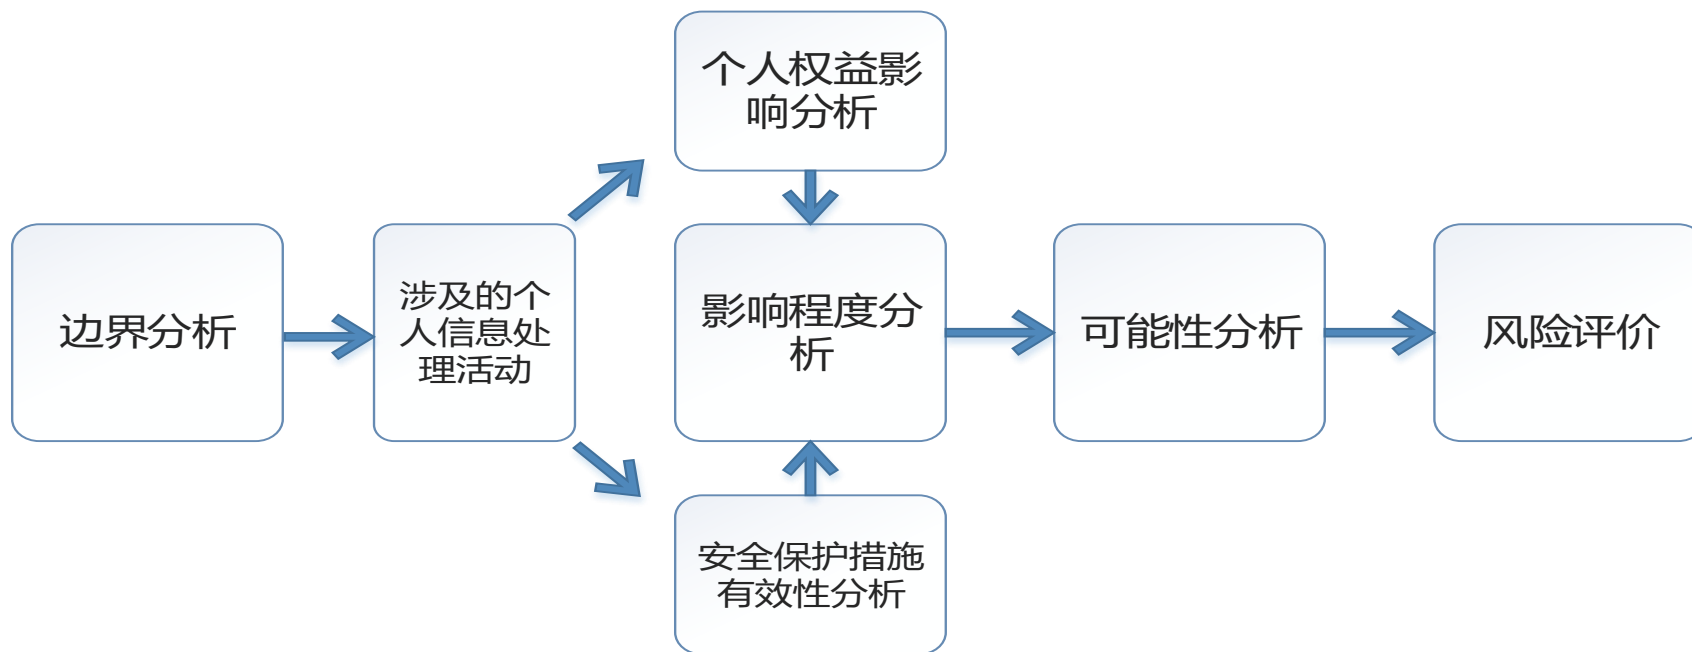 边界分析
涉及的个
人信息处
理活动
个人权益影
响分析
影响程度分
析
安全保护措施
有效性分析
可能性分析
风险评价